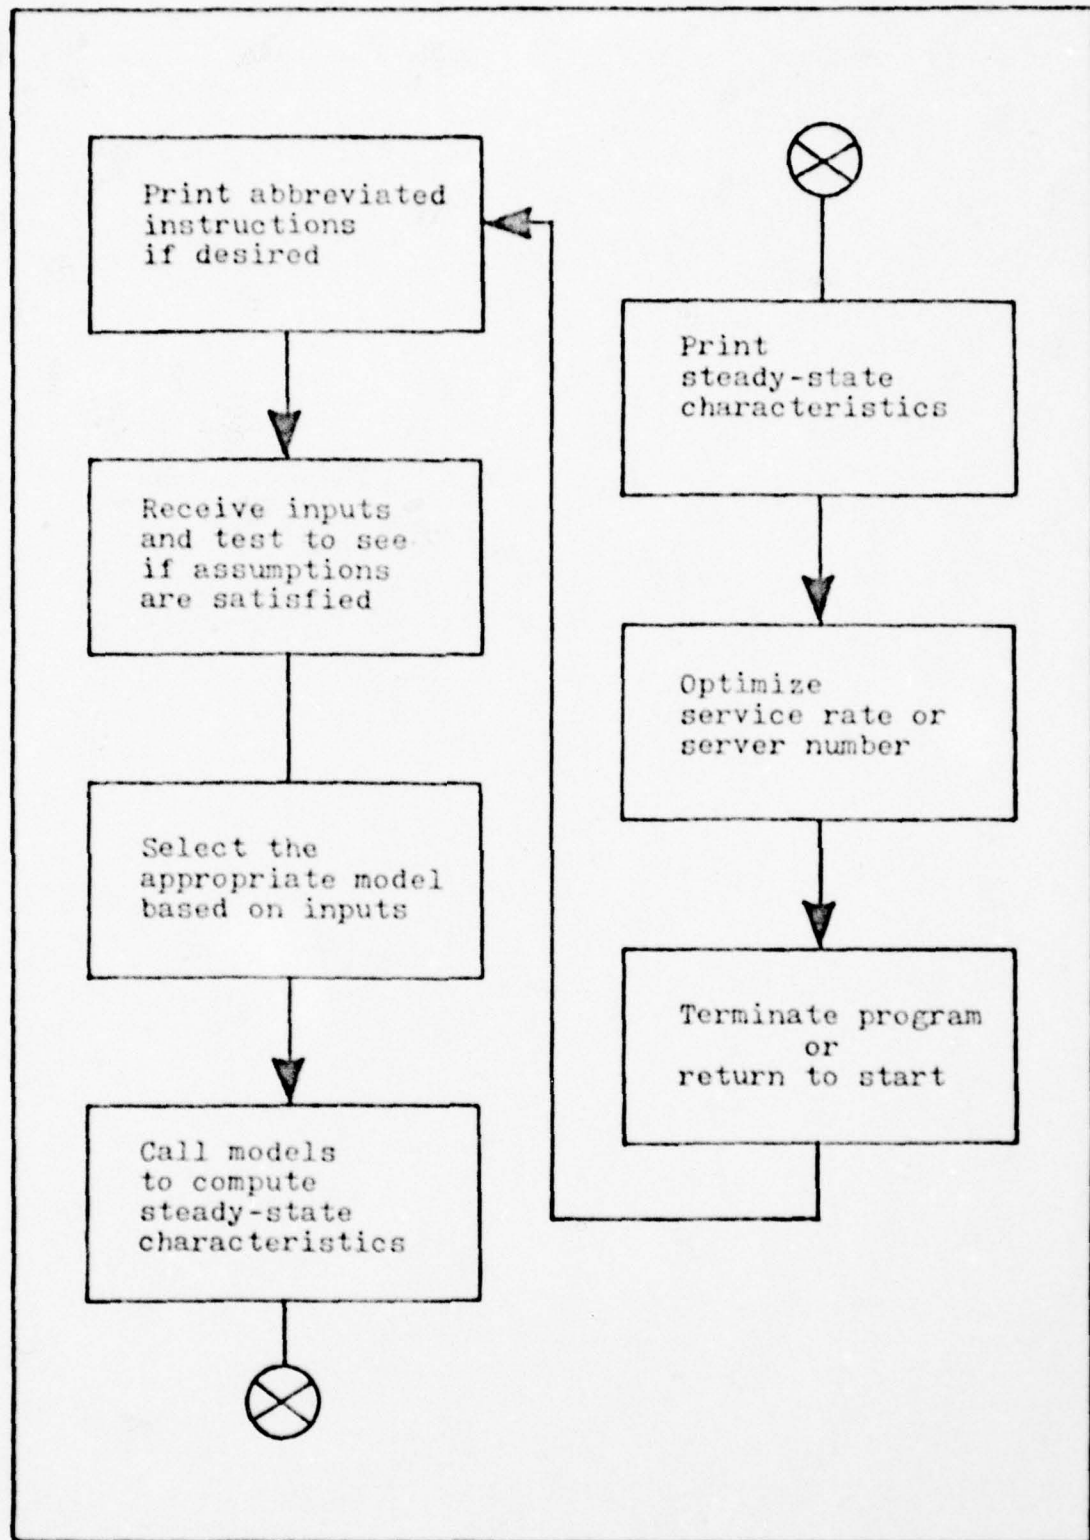 Print abbreviated
instructions
if desired
Receive inputs
and test to see
if assumptions
are satisfied
Select the
appropriate model
based on inputs
Call models
to compute
steady-state
characteristics
Print
steady-state
characteristics
Optimize
service rate or
server number
Terminate program
or
return to start